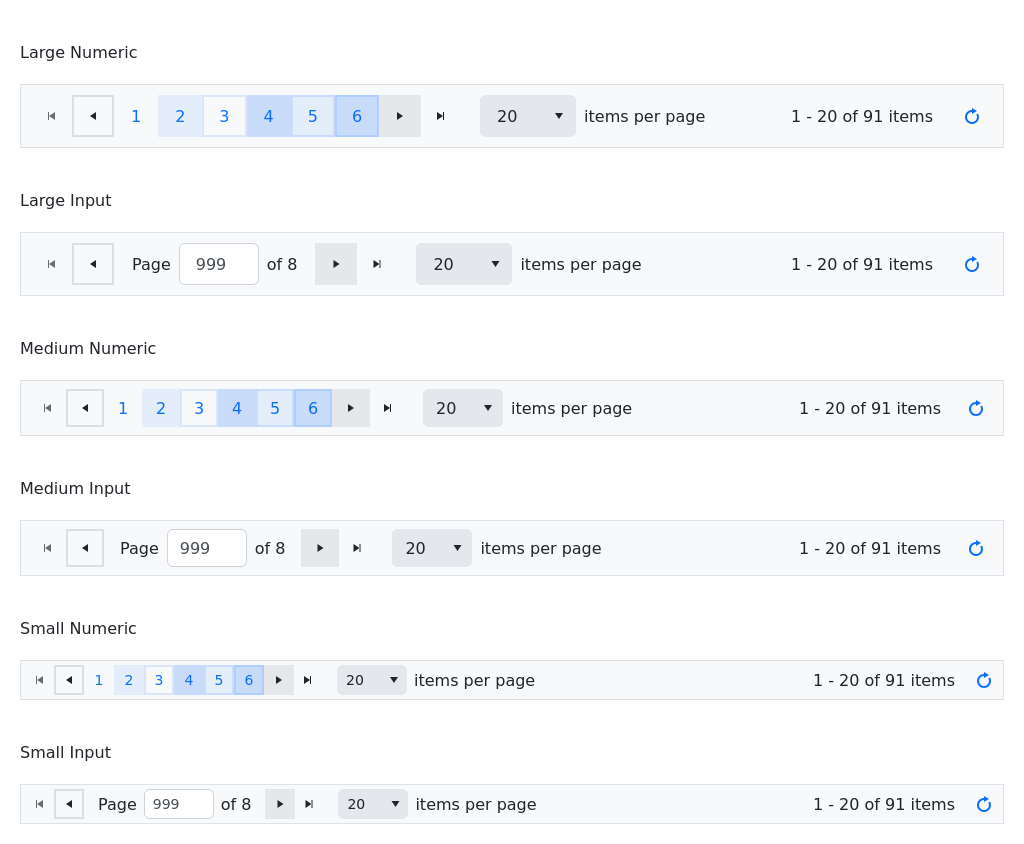 Large Numeric
1 2 3 4 5 6 20 items per page 1 - 20 of 91 items
Large Input
Page 999 of 8 20 items per page 1 - 20 of 91 items
Medium Numeric
1 2 3 4 5 6 20 items per page 1 - 20 of 91 items
Medium Input
Page 999 of 8 20 items per page 1 - 20 of 91 items
Small Numeric
1 2 3 4 5 6 20 items per page 1 - 20 of 91 items
Small Input
Page 999 of 8 20 items per page 1 - 20 of 91 items